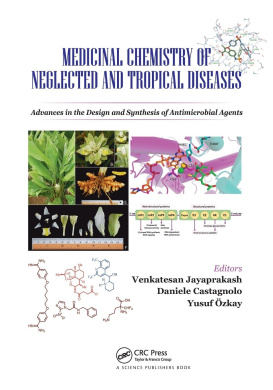 MEDICINAL CHEMISTRY OF
NEGLECTED AND TROPICAL DISEASES
Advances in the Design and Synthesis of Antimicrobial Agents
Editors
Venkatesan Jayaprakash
Daniele Castagnolo
Yusuf Özkay
CRC Press
Taylor & Francis Group
A SCIENCE PUBLISHERS BOOK